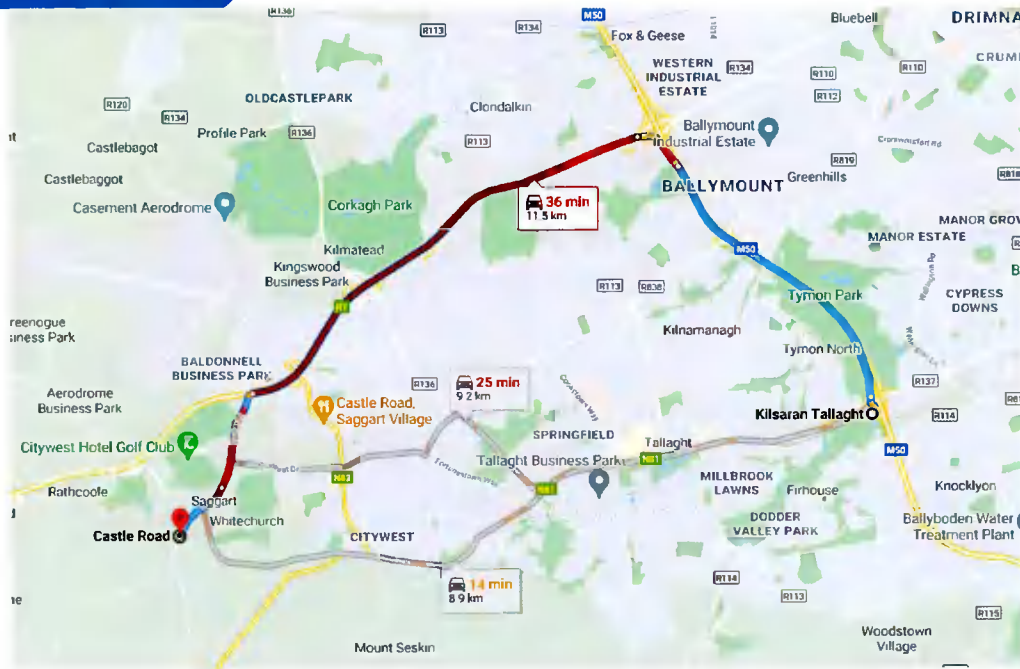 R136
M50
R113
R134
Bluebell
DRIMNA
Fox & Geese
CRUM
WESTERN
INDUSTRIAL
ESTATE
R134
R110
R110
R112
OLDCASTLEPARK
R120
R134
Clondalkin
Profile Park
R136
R113
Ballymount
Industrial Estate
Castlebagot
R819
Greenhills
R818
Castlebaggot
BALLYMOUNT
Casement Aerodrome
Corkagh Park
36 min
11.5 km
MANOR GROV
MANOR ESTATE
Kilmatead
M50
Kingswood
Business Park
R113
R838
Tymon Park
CYPRESS
DOWNS
Kilnamanagh
reenogue
siness Park
Tymon North
BALDONNELL
BUSINESS PARK
R136
25 min
9.2 km
R137
Aerodrome
Business Park
Castle Road,
Saggart Village
Kilsaran Tallaght
R114
Citywest Hotel Golf Club
SPRINGFIELD
Tallaght
N81
M50
Tallaght Business Park
N82
N81
MILLBROOK
LAWNS
Firhouse
Knocklyon
Rathcoole
Saggart
Whitechurch
Castle Road
CITYWEST
DODDER
VALLEY PARK
Ballyboden Water
Treatment Plant
14 min
8.9 km
R114
R113
R115
Mount Seskin
Woodstown
Village